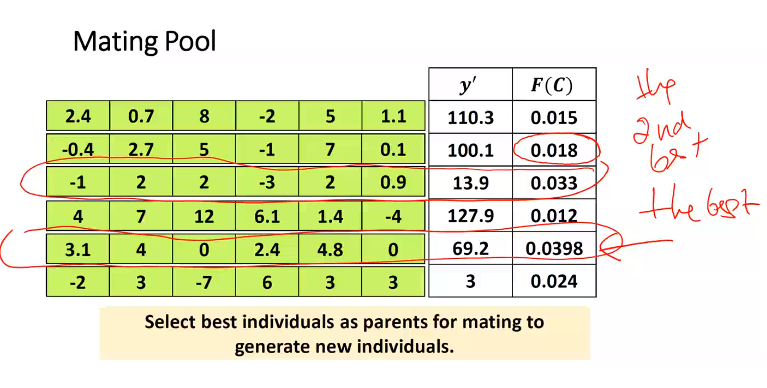 Mating Pool
y′ F(C)
2.4 0.7 8 -2 5 1.1 110.3 0.015
-0.4 2.7 5 -1 7 0.1 100.1 0.018
-1 2 2 -3 2 0.9 13.9 0.033
4 7 12 6.1 1.4 -4 127.9 0.012
3.1 4 0 2.4 4.8 0 69.2 0.0398
-2 3 -7 6 3 3 3 0.024
the
2nd
best
the best
Select best individuals as parents for mating to
generate new individuals.